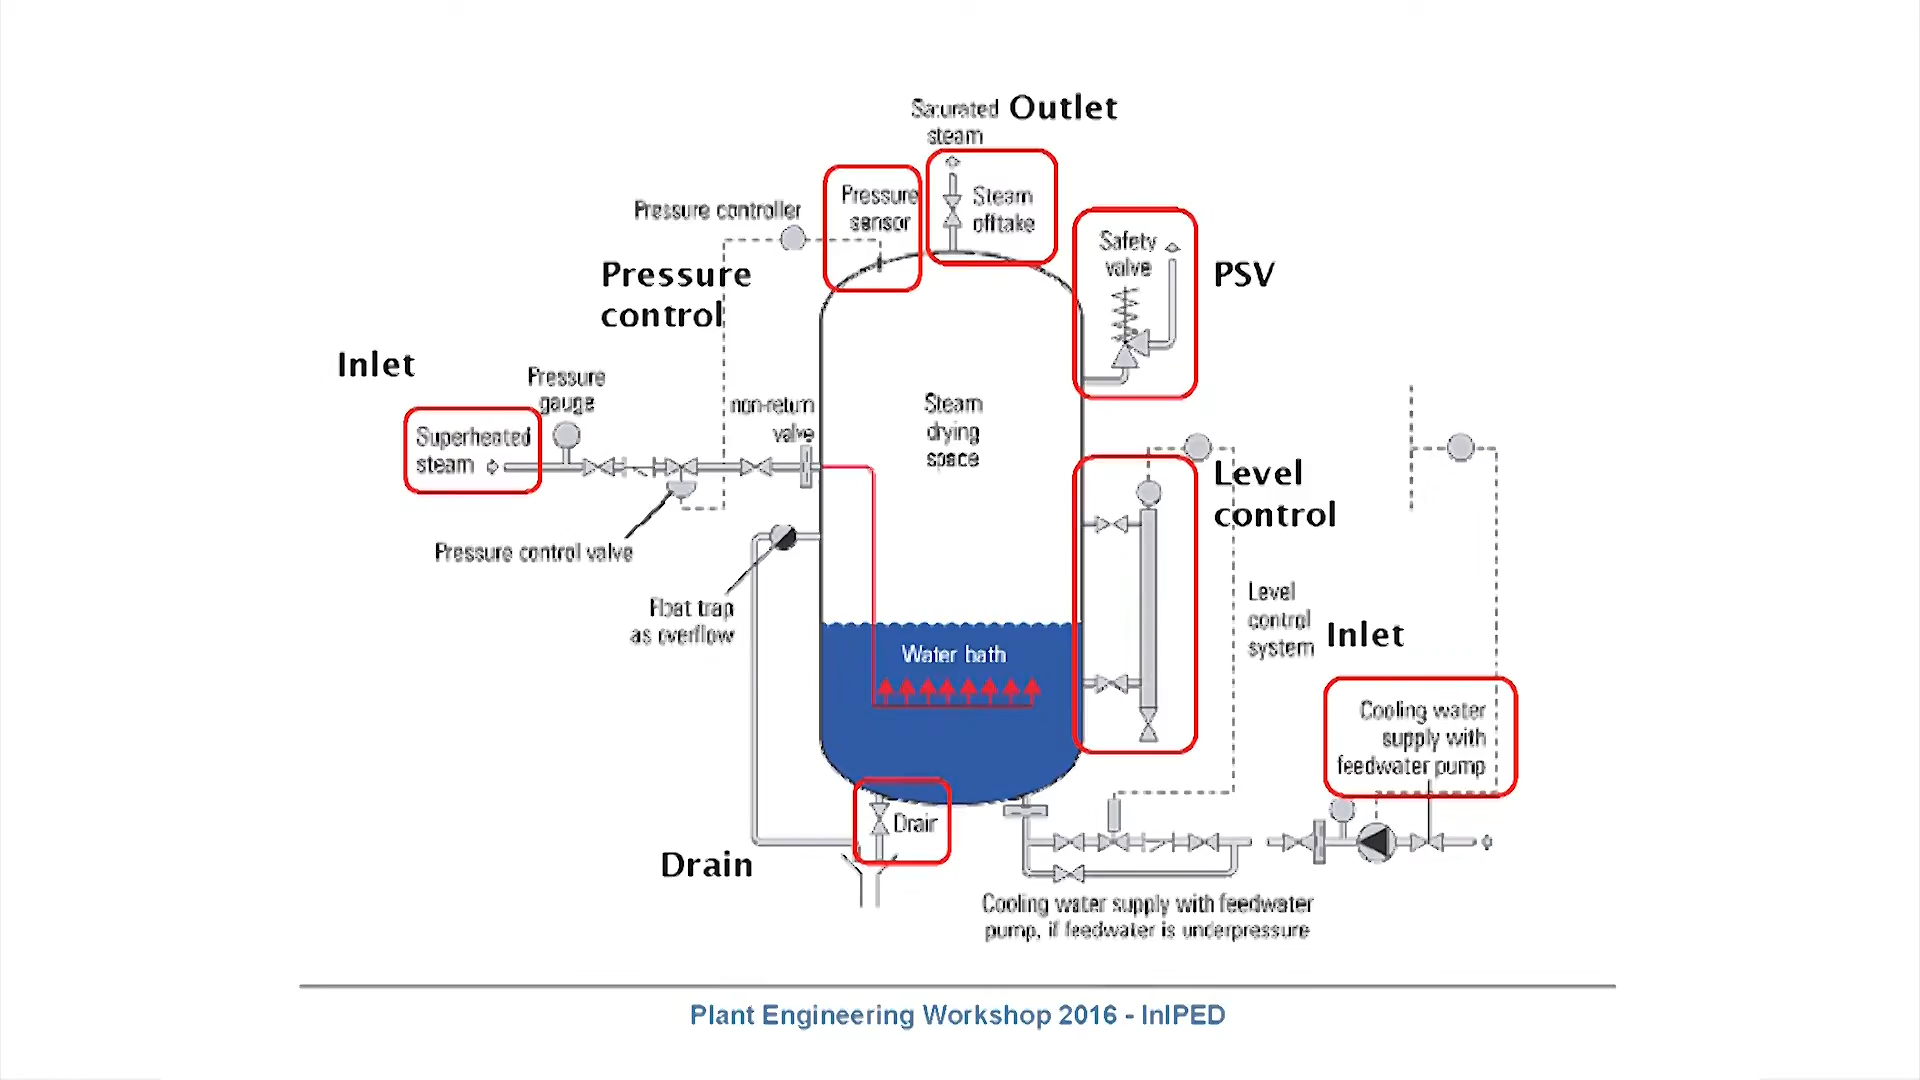 Saturated
steam
Outlet
Pressure
sensor
Steam
offtake
Pressure controller
Safety
valve
PSV
Pressure
control
Inlet
Pressure
gauge
non-return
valve
Steam
drying
space
Superheated
steam
Level
control
Pressure control valve
Float trap
as overflow
Level
control
system
Inlet
Water bath
Cooling water
supply with
feedwater pump
Drain
Drain
Cooling water supply with feedwater
pump, if feedwater is underpressure
Plant Engineering Workshop 2016 - InIPED